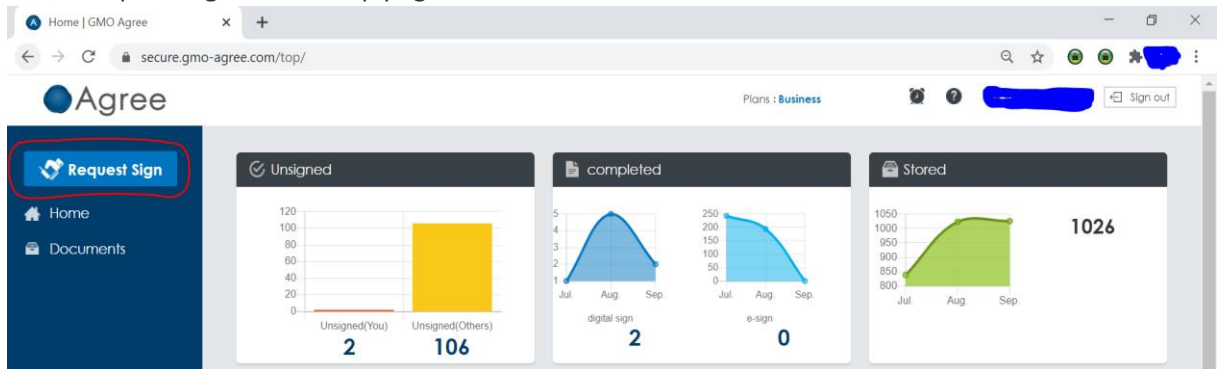 Home | GMO Agree
secure.gmo-agree.com/top/
Agree
Plans : Business
Sign out
Request Sign
Home
Documents
Unsigned
120
100
80
60
40
20
0
Unsigned(You)
Unsigned(Others)
2
106
completed
5
4
3
2
1
Jul.
Aug.
Sep.
digital sign
2
250
200
150
100
50
0
Jul.
Aug.
Sep.
e-sign
0
Stored
1050
1000
950
900
850
800
Jul.
Aug.
Sep.
1026